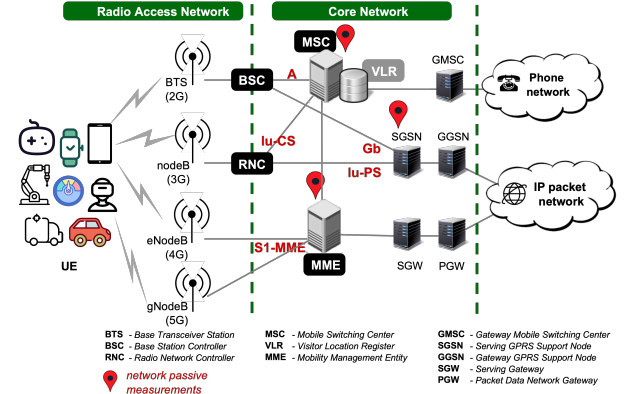 Radio Access Network
Core Network
MSC
VLR
GMSC
BTS
(2G)
BSC
A
Phone
network
Iu-CS
Gb
SGSN
GGSN
nodeB
(3G)
RNC
Iu-PS
IP packet
network
eNodeB
(4G)
S1-MME
MME
SGW
PGW
UE
gNodeB
(5G)
BTS - Base Transceiver Station
BSC - Base Station Controller
RNC - Radio Network Controller
network passive
measurements
MSC - Mobile Switching Center
VLR - Visitor Location Register
MME - Mobility Management Entity
GMSC - Gateway Mobile Switching Center
SGSN - Serving GPRS Support Node
GGSN - Gateway GPRS Support Node
SGW - Serving Gateway
PGW - Packet Data Network Gateway